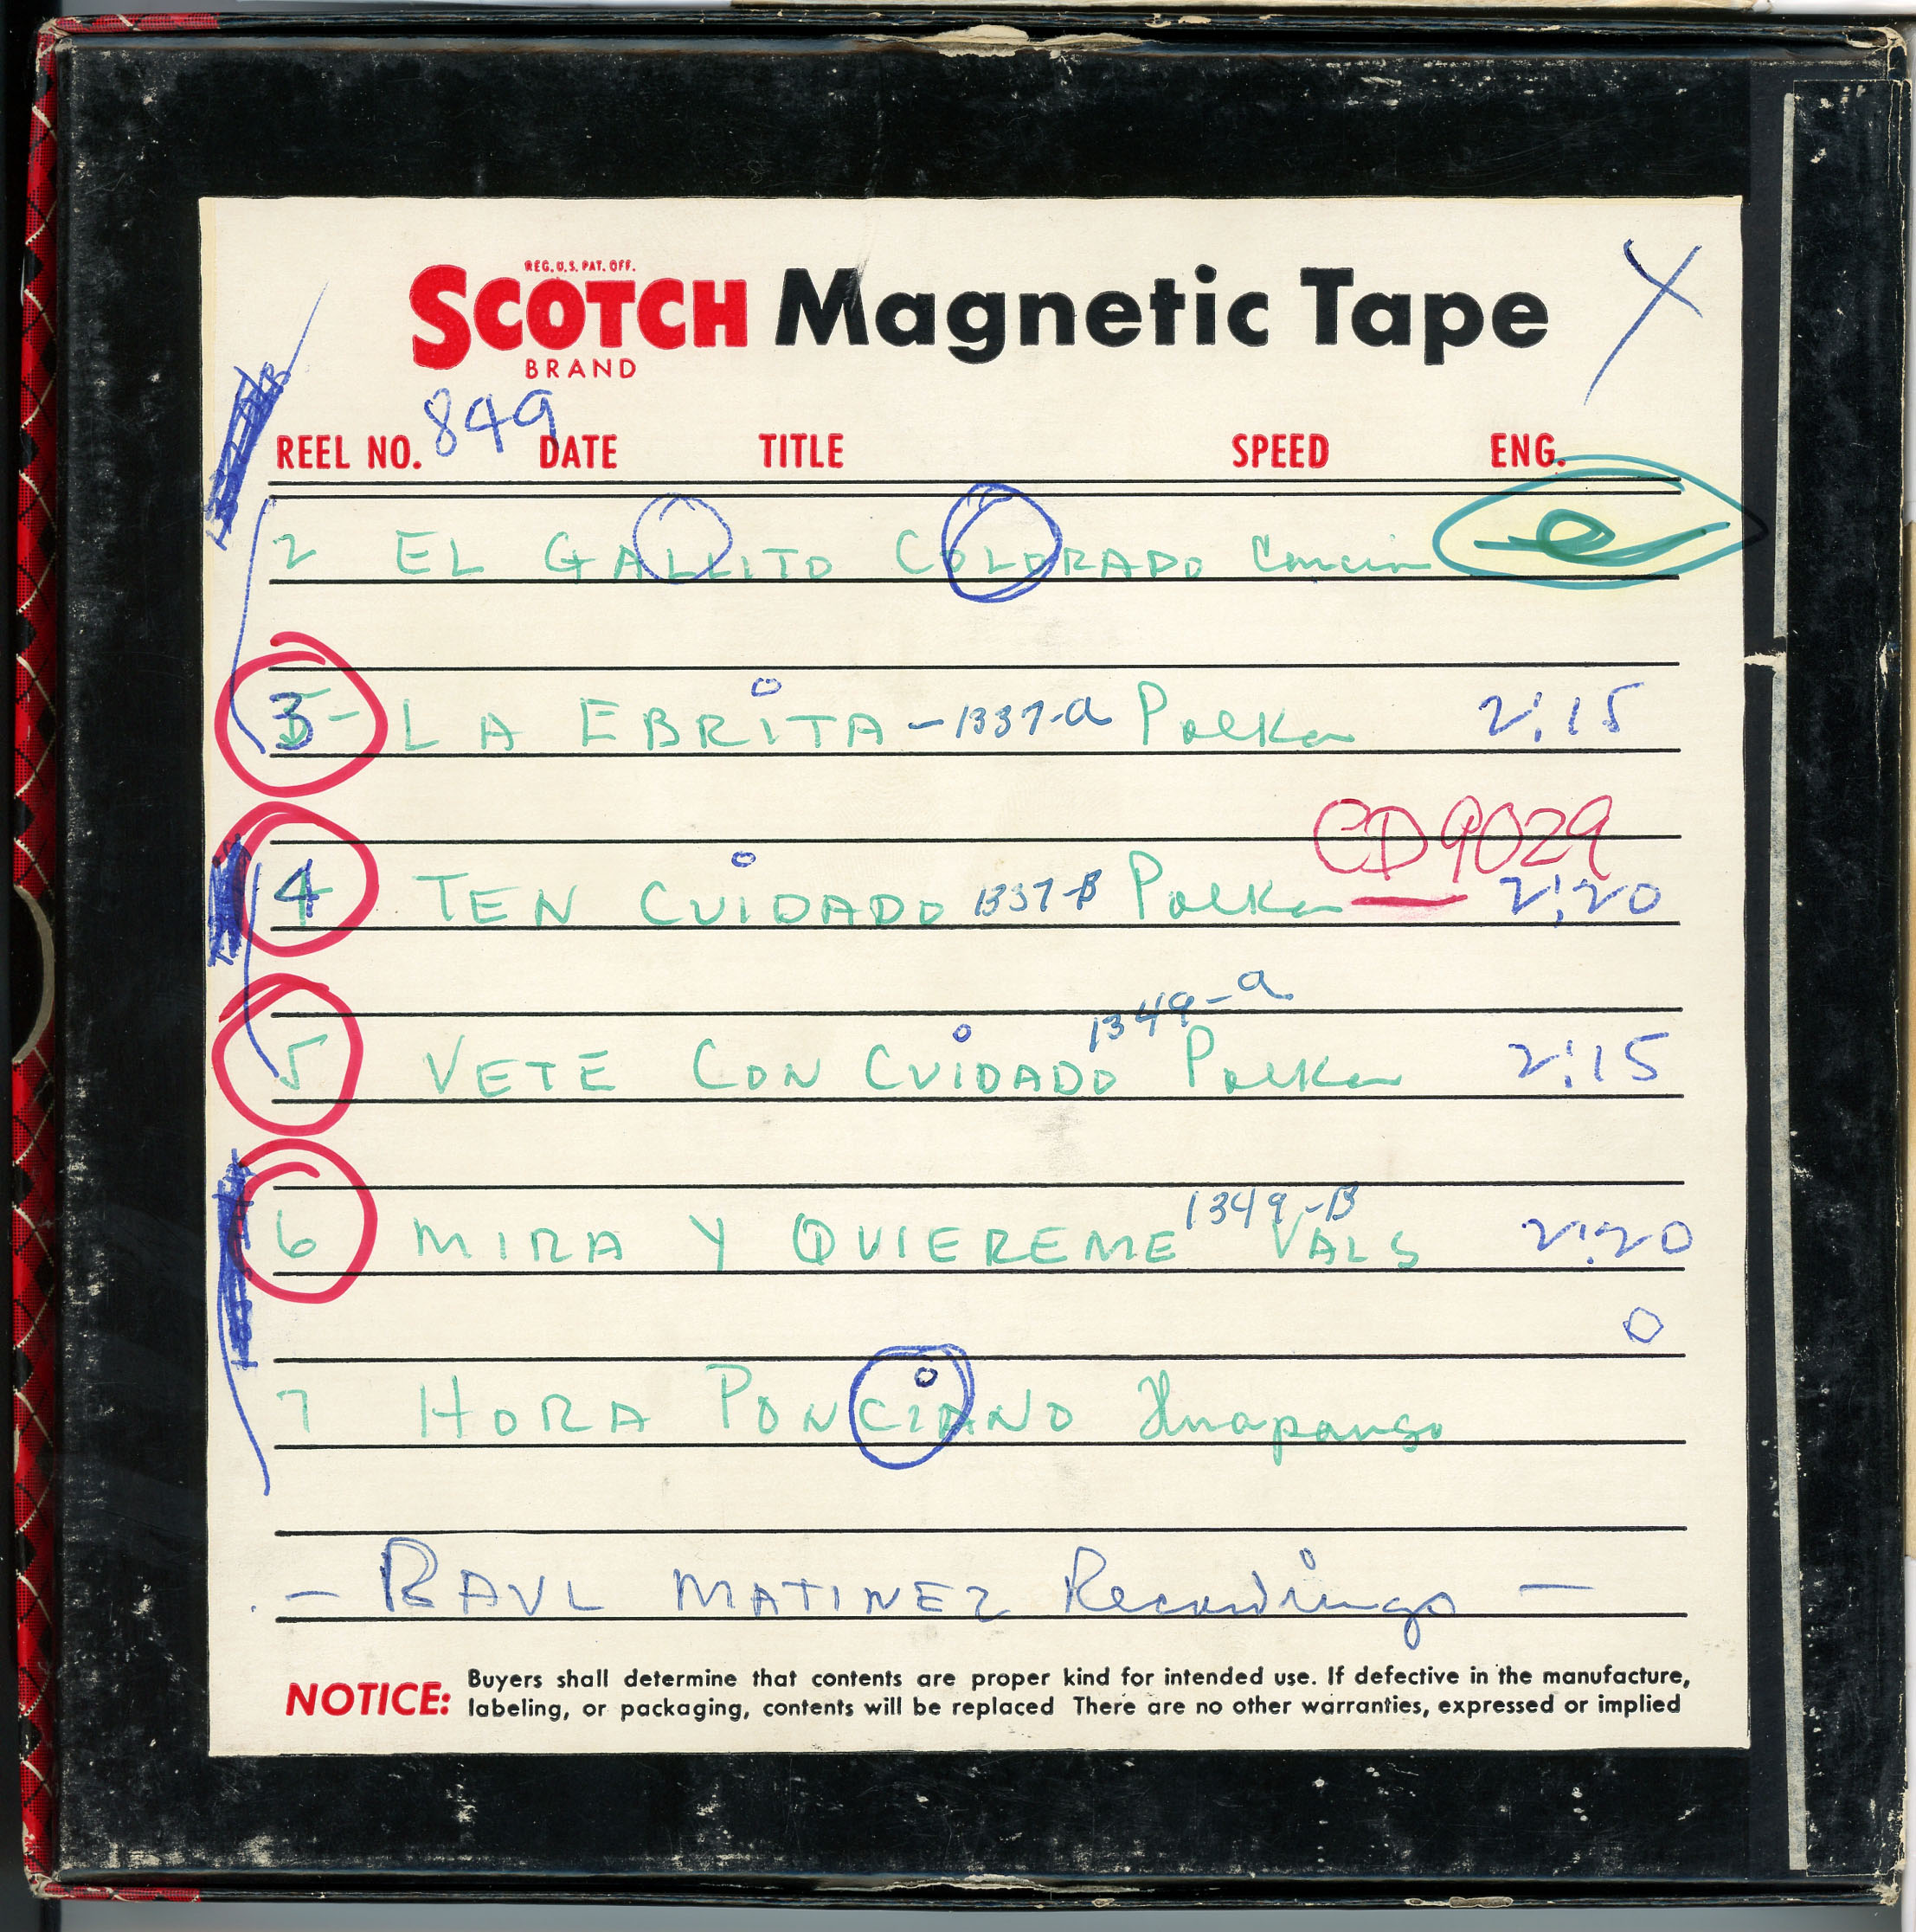 REG. U.S. PAT. OFF.
SCOTCH Magnetic Tape
BRAND
849
REEL NO. DATE TITLE SPEED ENG.
2 EL GALLITO COLORADO Cancion e
3- LA EBRITA -1337-a Polka 2:15
CD 9029
4 TEN CUIDADO 1337-B Polka — 2:20
1349-a
5 VETE CON CUIDADO Polka 2:15
1349-B
6 MIRA Y QUIEREME VALS 2:20
7 HORA PONCIANO Huapango
- RAUL MATINEZ Recordings -
NOTICE: Buyers shall determine that contents are proper kind for intended use. If defective in the manufacture,
labeling, or packaging, contents will be replaced There are no other warranties, expressed or implied